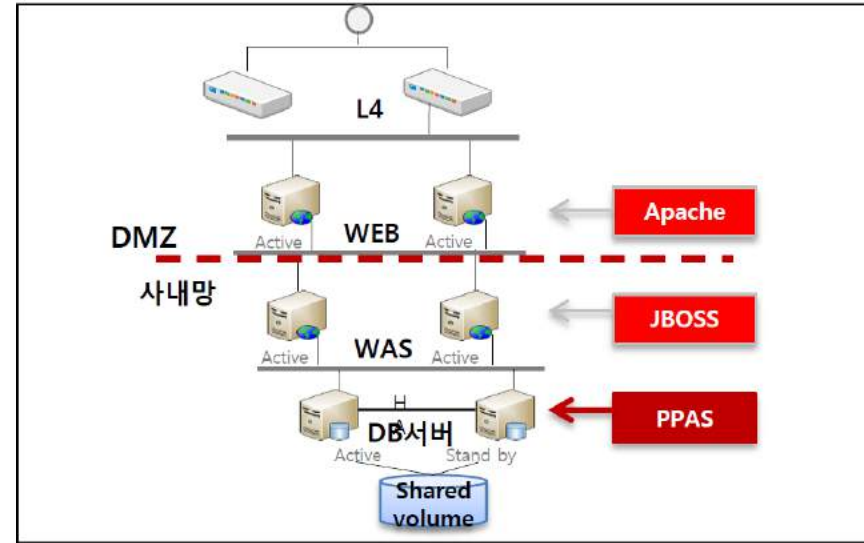 L4
Apache
Active
WEB
Active
DMZ
사내망
JBOSS
Active
WAS
Active
HA
PPAS
DB서버
Active
Stand by
Shared
volume